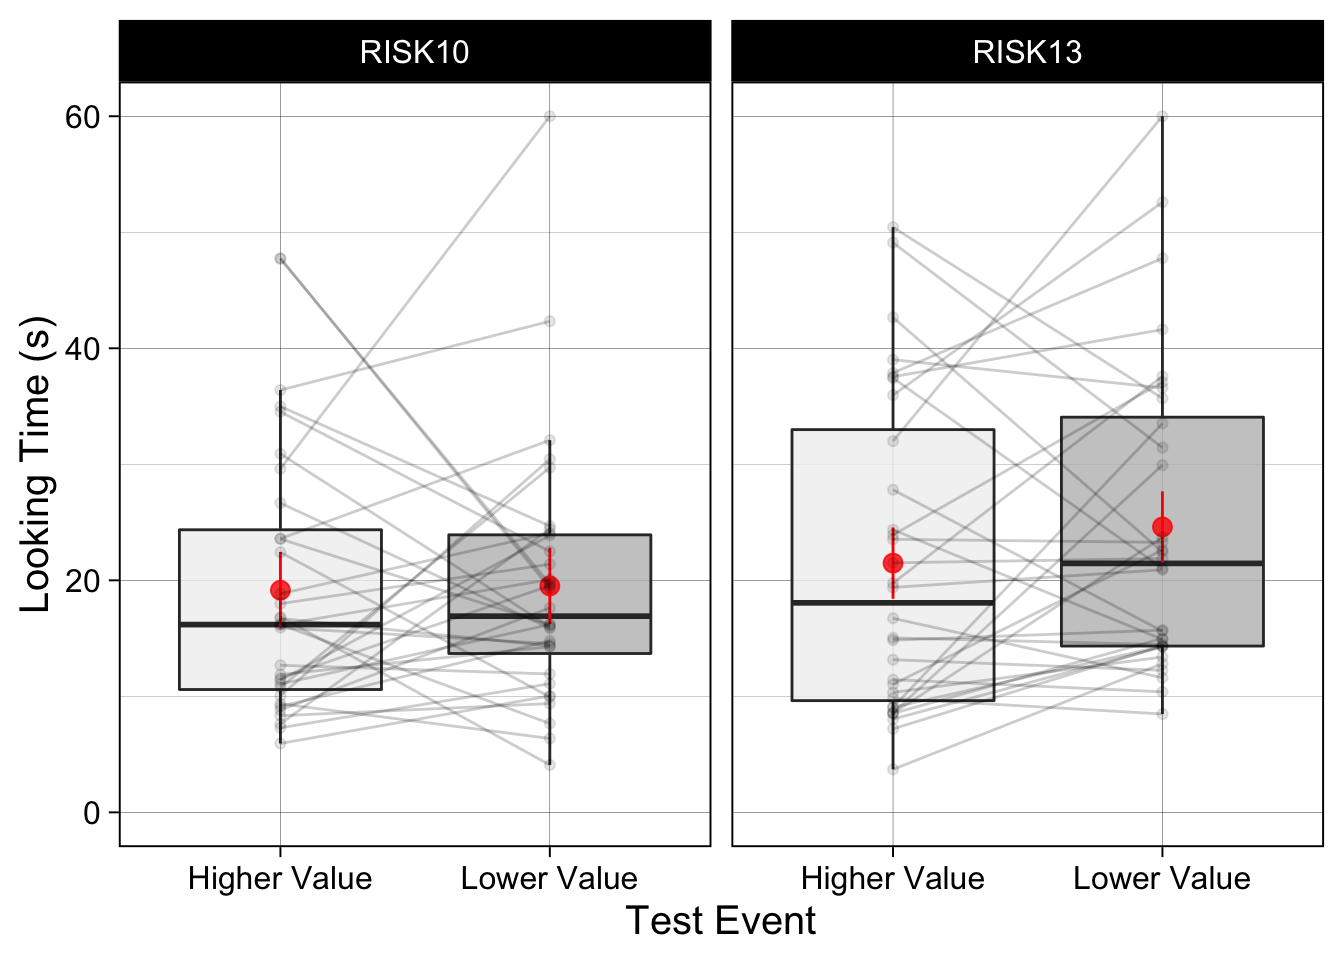 RISK10
RISK13
Looking Time (s)
60
40
20
0
Higher Value
Lower Value
Higher Value
Lower Value
Test Event